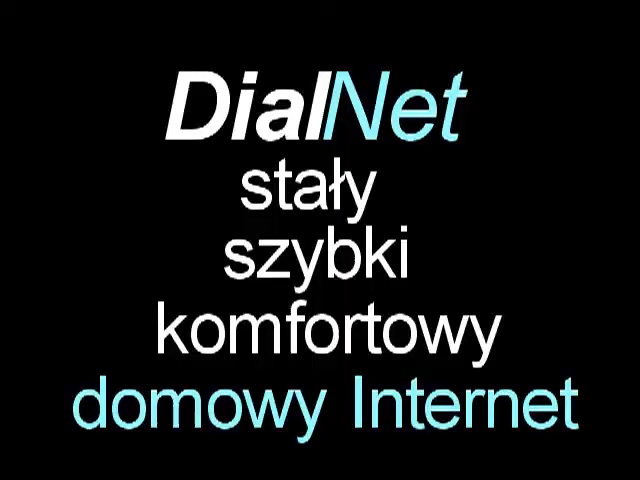 DialNet
stały
szybki
komfortowy
domowy Internet